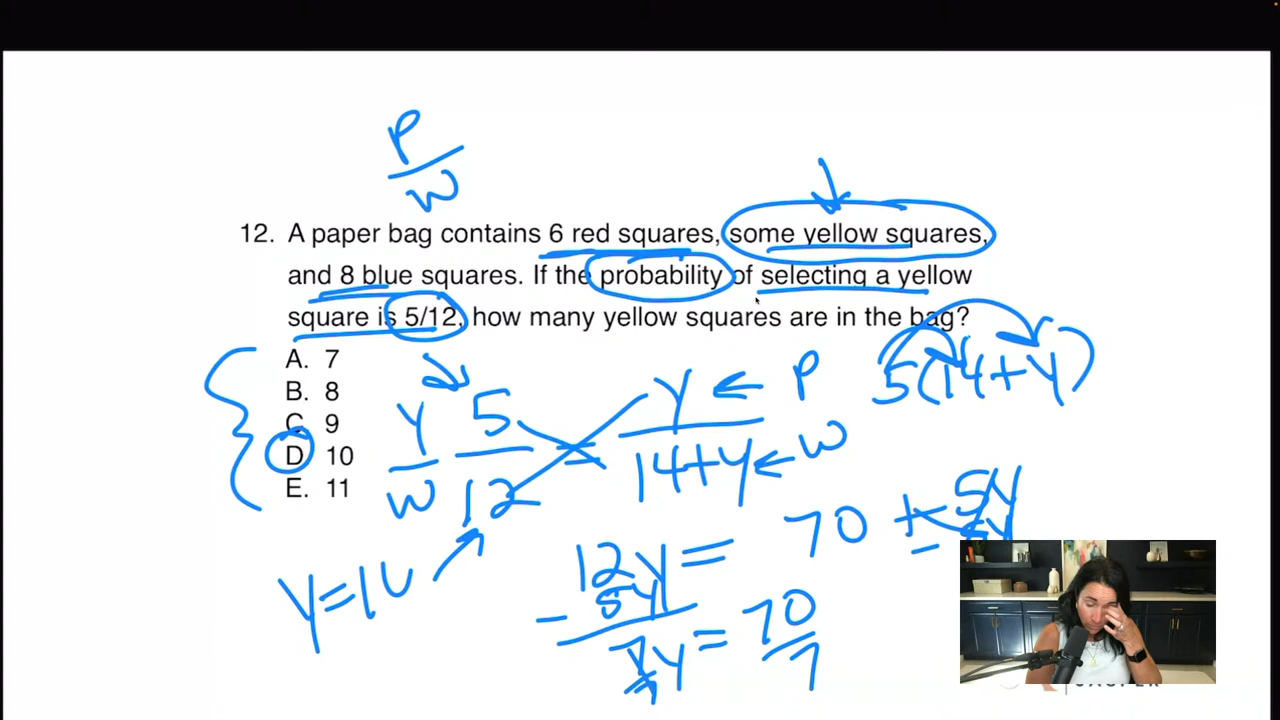 P
W
12. A paper bag contains 6 red squares, some yellow squares,
and 8 blue squares. If the probability of selecting a yellow
square is 5/12, how many yellow squares are in the bag?
A. 7
B. 8
C. 9
D. 10
E. 11
Y 5 = y ← P
W 12 14+y ← W
5(14+y)
12y = 70 + 5y
- 5y - 5y
7y = 70
7 7
y=10